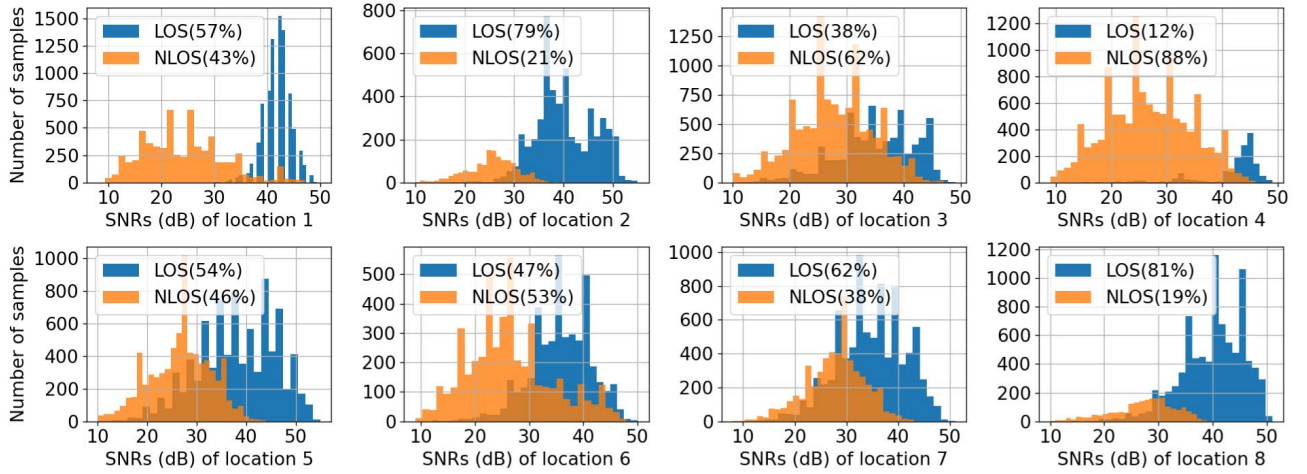 Number of samples
1500
1250
1000
750
500
250
0
LOS(57%)
NLOS(43%)
10 20 30 40 50
SNRs (dB) of location 1
800
600
400
200
0
LOS(79%)
NLOS(21%)
10 20 30 40 50
SNRs (dB) of location 2
1250
1000
750
500
250
0
LOS(38%)
NLOS(62%)
10 20 30 40 50
SNRs (dB) of location 3
1200
1000
800
600
400
200
0
LOS(12%)
NLOS(88%)
10 20 30 40 50
SNRs (dB) of location 4
Number of samples
1000
800
600
400
200
0
LOS(54%)
NLOS(46%)
10 20 30 40 50
SNRs (dB) of location 5
500
400
300
200
100
0
LOS(47%)
NLOS(53%)
10 20 30 40 50
SNRs (dB) of location 6
1000
800
600
400
200
0
LOS(62%)
NLOS(38%)
10 20 30 40 50
SNRs (dB) of location 7
1200
1000
800
600
400
200
0
LOS(81%)
NLOS(19%)
10 20 30 40 50
SNRs (dB) of location 8